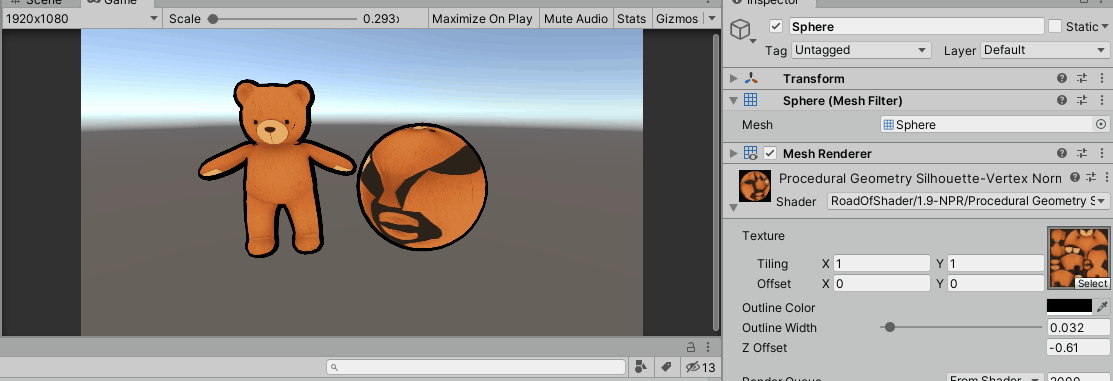 Scene
Game
Inspector
1920x1080
Scale
0.293x
Maximize On Play
Mute Audio
Stats
Gizmos
Sphere
Static
Tag
Untagged
Layer
Default
Transform
Sphere (Mesh Filter)
Mesh
Sphere
Mesh Renderer
Procedural Geometry Silhouette-Vertex Norn
Shader
RoadOfShader/1.9-NPR/Procedural Geometry S
Texture
Tiling
X
1
Y
1
Offset
X
0
Y
0
Select
Outline Color
Outline Width
0.032
Z Offset
-0.61
13
Render Queue
From Shader
2000